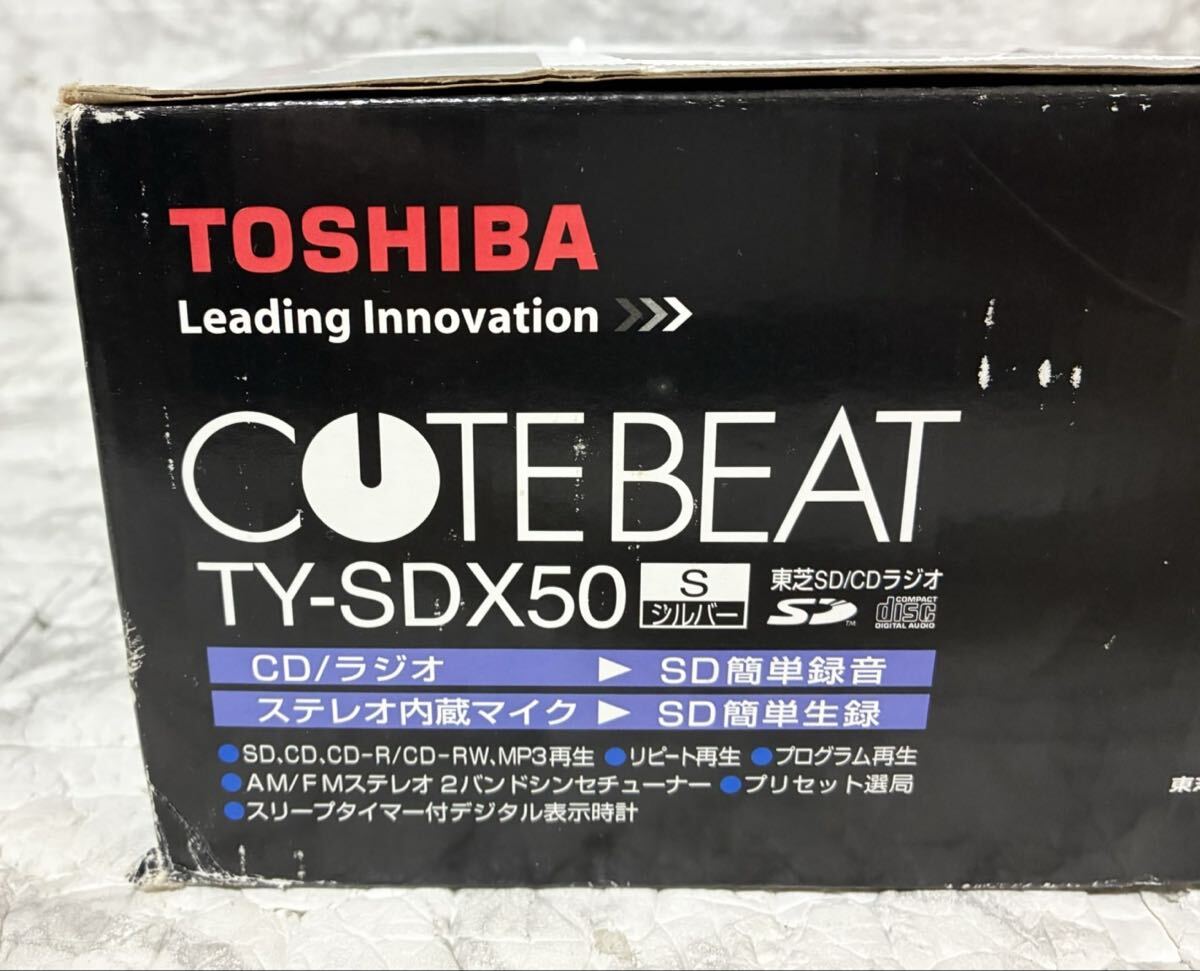 TOSHIBA
Leading Innovation >>>
CUTEBEAT
TY-SDX50 S シルバー
東芝SD/CDラジオ
SD™ COMPACT disc DIGITAL AUDIO
CD/ラジオ ▶ SD簡単録音
ステレオ内蔵マイク ▶ SD簡単生録
●SD、CD、CD-R/CD-RW、MP3再生 ●リピート再生 ●プログラム再生
●AM/FMステレオ2バンドシンセチューナー ●プリセット選局
●スリープタイマー付デジタル表示時計
東芝